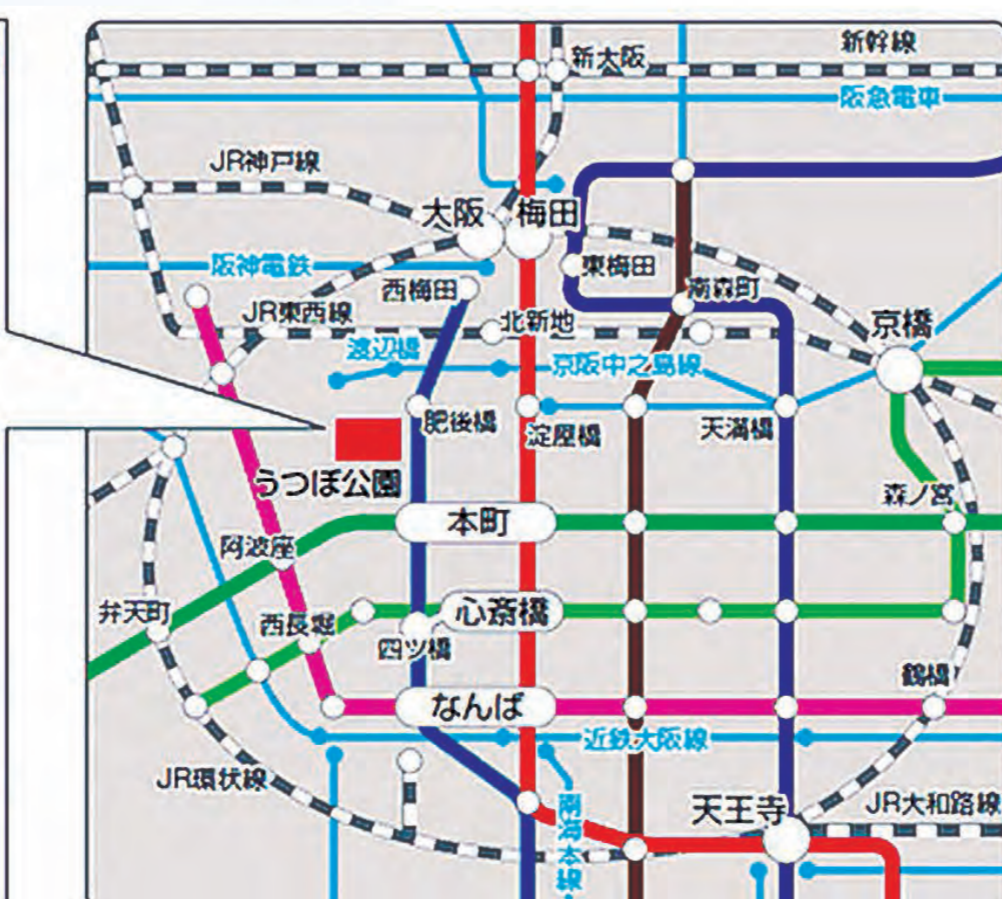 新幹線
新大阪
阪急電車
JR神戸線
大阪
梅田
阪神電鉄
東梅田
西梅田
南森町
JR東西線
北新地
京橋
渡辺橋
京阪中之島線
肥後橋
淀屋橋
天満橋
うつぼ公園
森ノ宮
本町
阿波座
弁天町
西長堀
心斎橋
四ツ橋
鶴橋
なんば
近鉄大阪線
JR環状線
南海本線
天王寺
JR大和路線